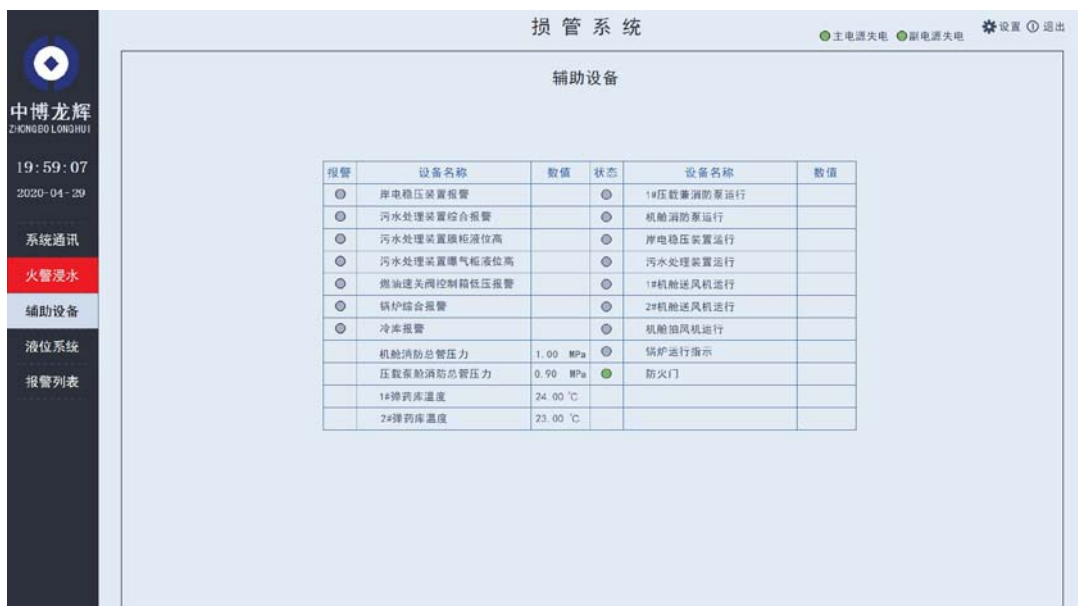 损管系统
主电源失电 副电源失电 设置 退出
中博龙辉
ZHONGBO LONGHUI
19:59:07
2020-04-29
系统通讯
火警浸水
辅助设备
液位系统
报警列表
辅助设备
报警 设备名称 数值 状态 设备名称 数值
岸电稳压装置报警 1#压载兼消防泵运行
污水处理装置综合报警 机舱消防泵运行
污水处理装置膜柜液位高 岸电稳压装置运行
污水处理装置曝气柜液位高 污水处理装置运行
燃油速关阀控制箱低压报警 1#机舱送风机运行
锅炉综合报警 2#机舱送风机运行
冷库报警 机舱抽风机运行
机舱消防总管压力 1.00 MPa 锅炉运行指示
压载泵舱消防总管压力 0.90 MPa 防火门
1#弹药库温度 24.00 ℃
2#弹药库温度 23.00 ℃